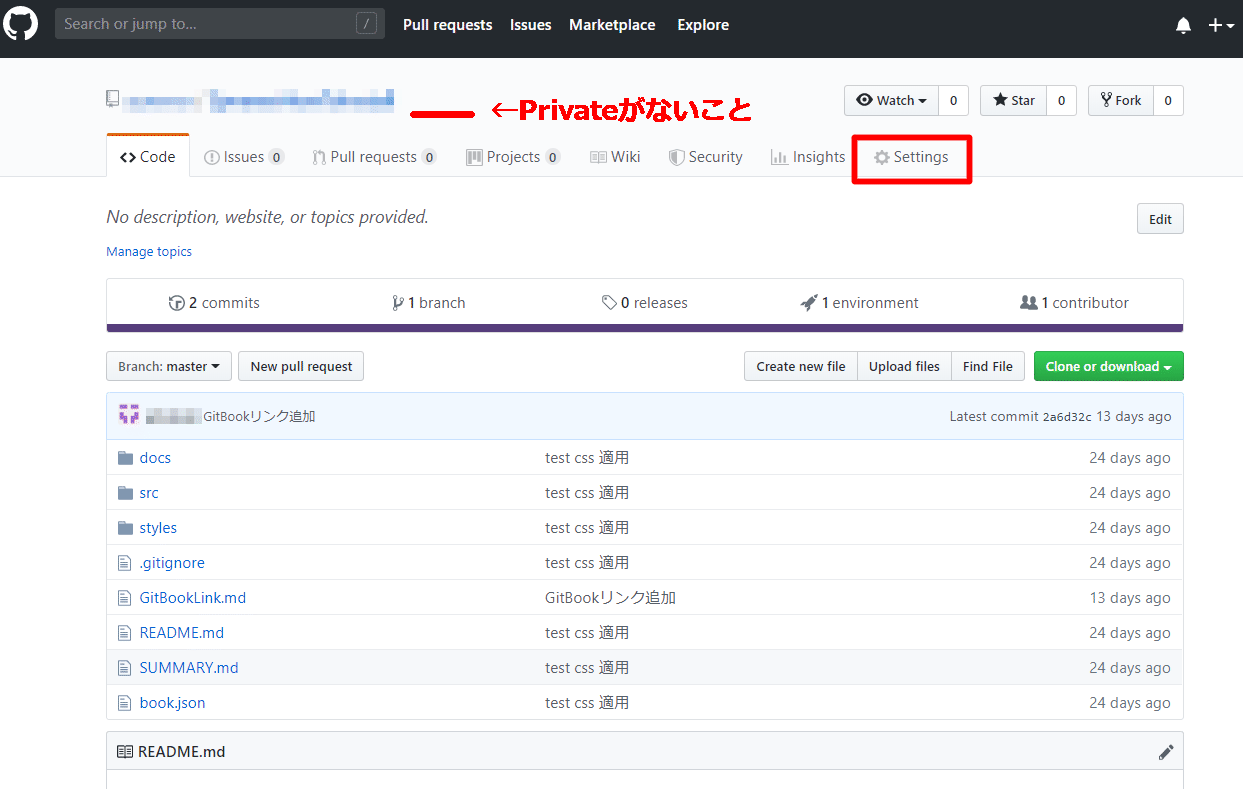 Search or jump to... /
Pull requests Issues Marketplace Explore
←Privateがないこと
Watch 0 Star 0 Fork 0
Code Issues 0 Pull requests 0 Projects 0 Wiki Security Insights Settings
No description, website, or topics provided. Edit
Manage topics
2 commits 1 branch 0 releases 1 environment 1 contributor
Branch: master New pull request Create new file Upload files Find File Clone or download
GitBookリンク追加 Latest commit 2a6d32c 13 days ago
docs test css 適用 24 days ago
src test css 適用 24 days ago
styles test css 適用 24 days ago
.gitignore test css 適用 24 days ago
GitBookLink.md GitBookリンク追加 13 days ago
README.md test css 適用 24 days ago
SUMMARY.md test css 適用 24 days ago
book.json test css 適用 24 days ago
README.md